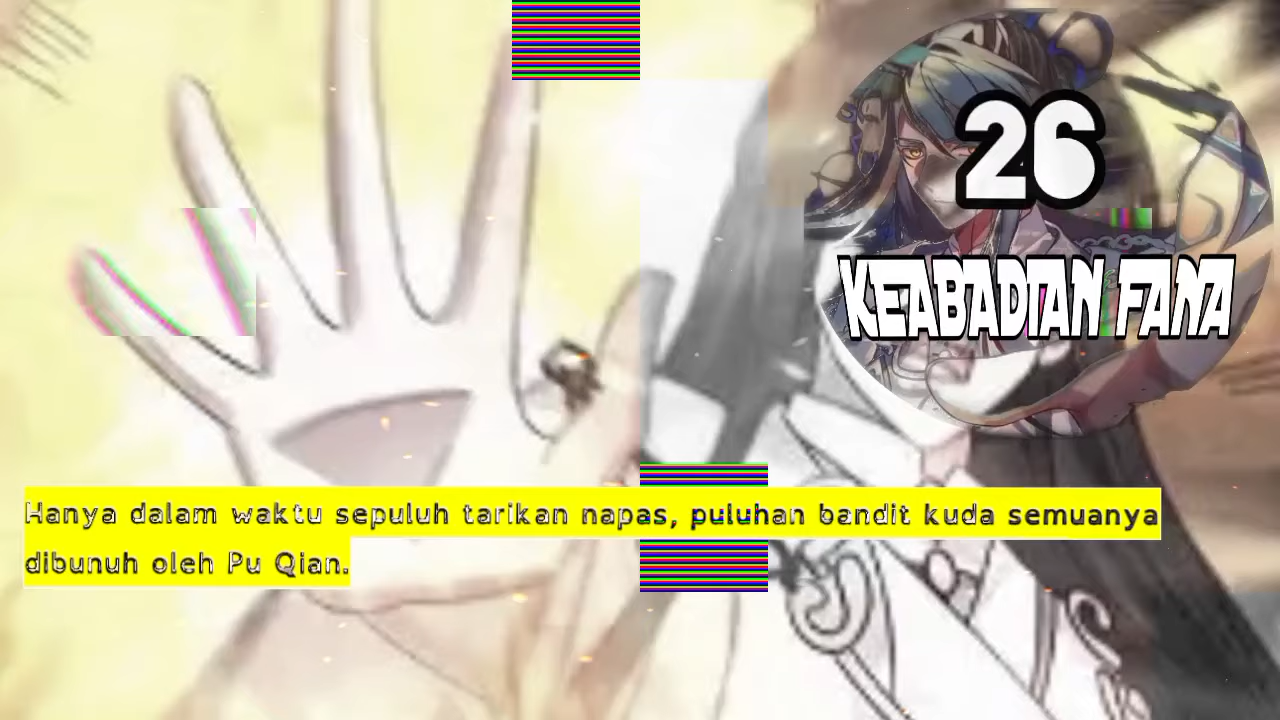 26
KEABADIAN FANA
Hanya dalam waktu sepuluh tarikan napas, puluhan bandit kuda semuanya
dibunuh oleh Pu Qian.